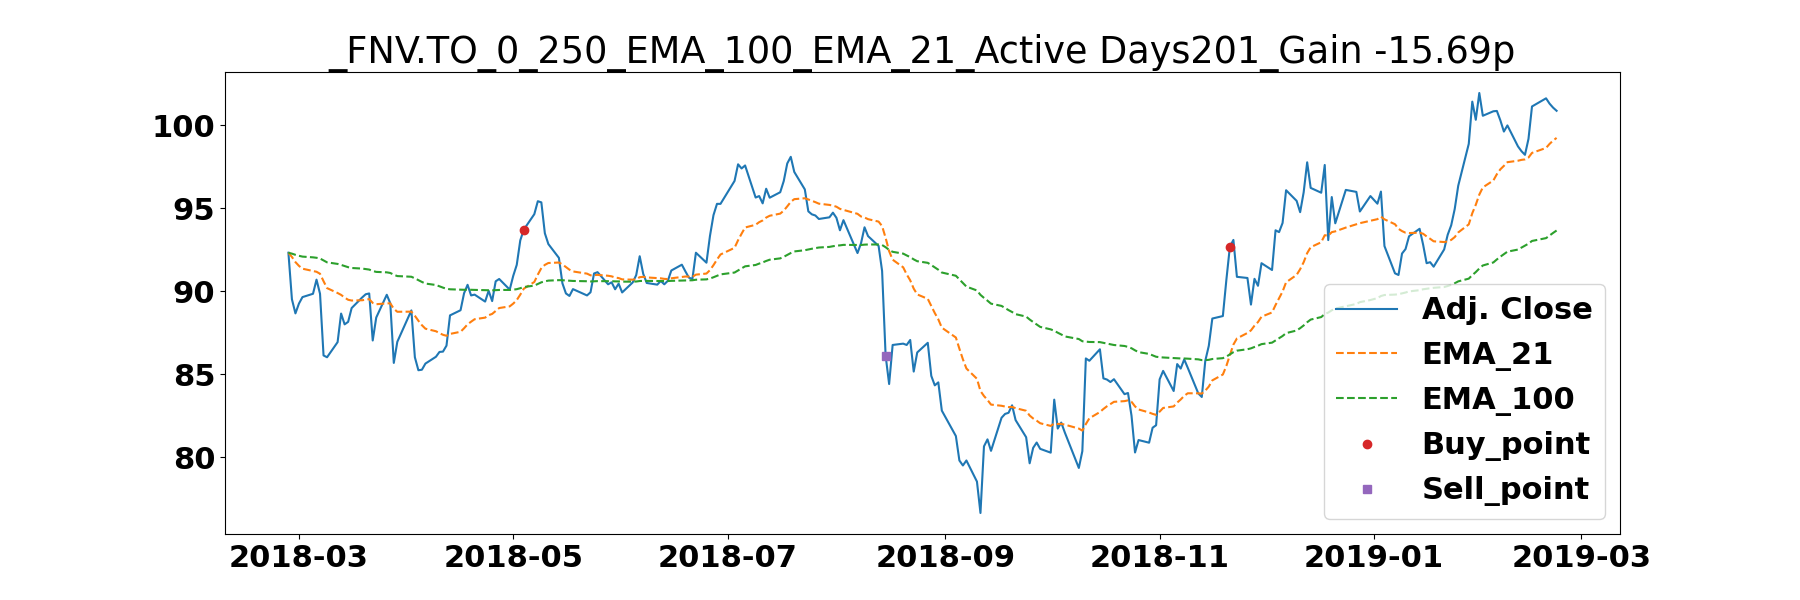 _FNV.TO_0_250_EMA_100_EMA_21_Active Days201_Gain -15.69p
100
95
90
85
80
Adj. Close
EMA_21
EMA_100
Buy_point
Sell_point
2018-03 2018-05 2018-07 2018-09 2018-11 2019-01 2019-03